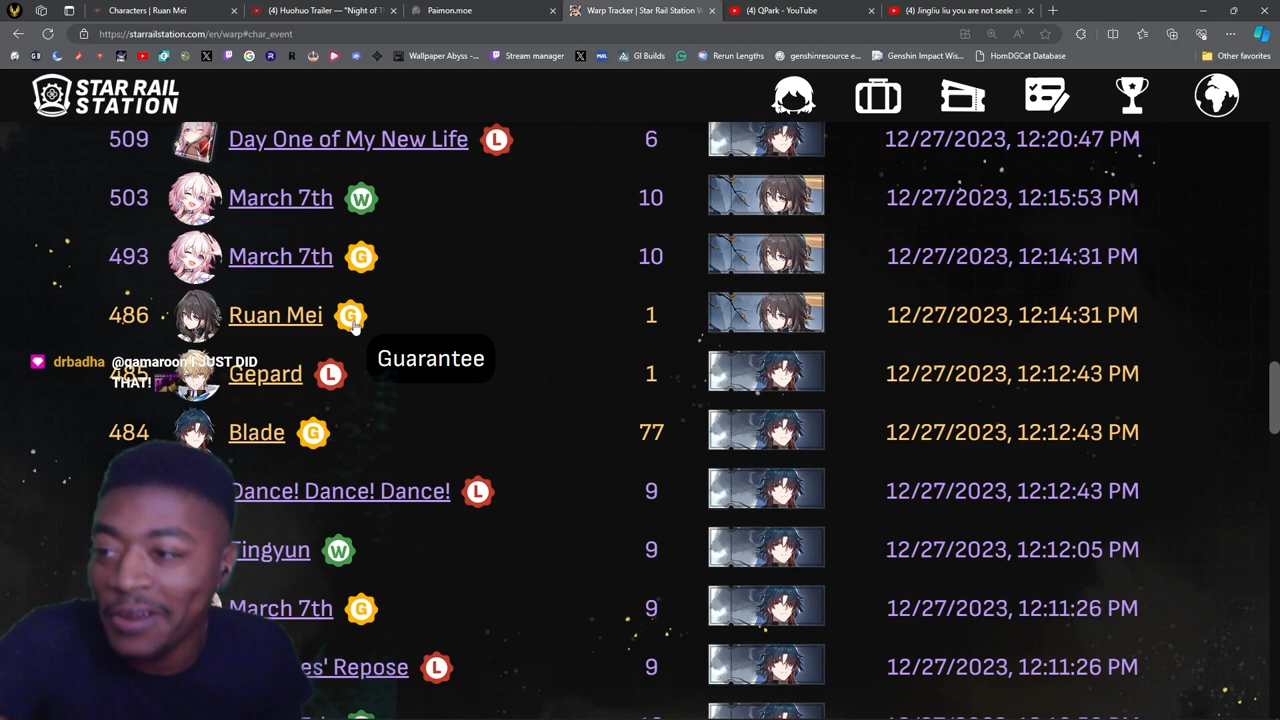 Characters | Ruan Mei
(4) Huohuo Trailer — "Night of T
Paimon.moe
Warp Tracker | Star Rail Station W
QPark - YouTube
(4) Jingliu liu you are not seele s
https://starrailstation.com/en/warp#char_event
Wallpaper Abyss -...
Stream manager
GI Builds
Rerun Lengths
genshinresource e...
Genshin Impact Wis...
HomDGCat Database
Other favorites
STAR RAIL
STATION
509 Day One of My New Life L 6 12/27/2023, 12:20:47 PM
503 March 7th W 10 12/27/2023, 12:15:53 PM
493 March 7th G 10 12/27/2023, 12:14:31 PM
486 Ruan Mei G 1 12/27/2023, 12:14:31 PM
Guarantee
drbadha @gamaroon I JUST DID
THAT!
485 Gepard L 1 12/27/2023, 12:12:43 PM
484 Blade G 77 12/27/2023, 12:12:43 PM
Dance! Dance! Dance! L 9 12/27/2023, 12:12:43 PM
Tingyun W 9 12/27/2023, 12:12:05 PM
March 7th G 9 12/27/2023, 12:11:26 PM
es' Repose L 9 12/27/2023, 12:11:26 PM